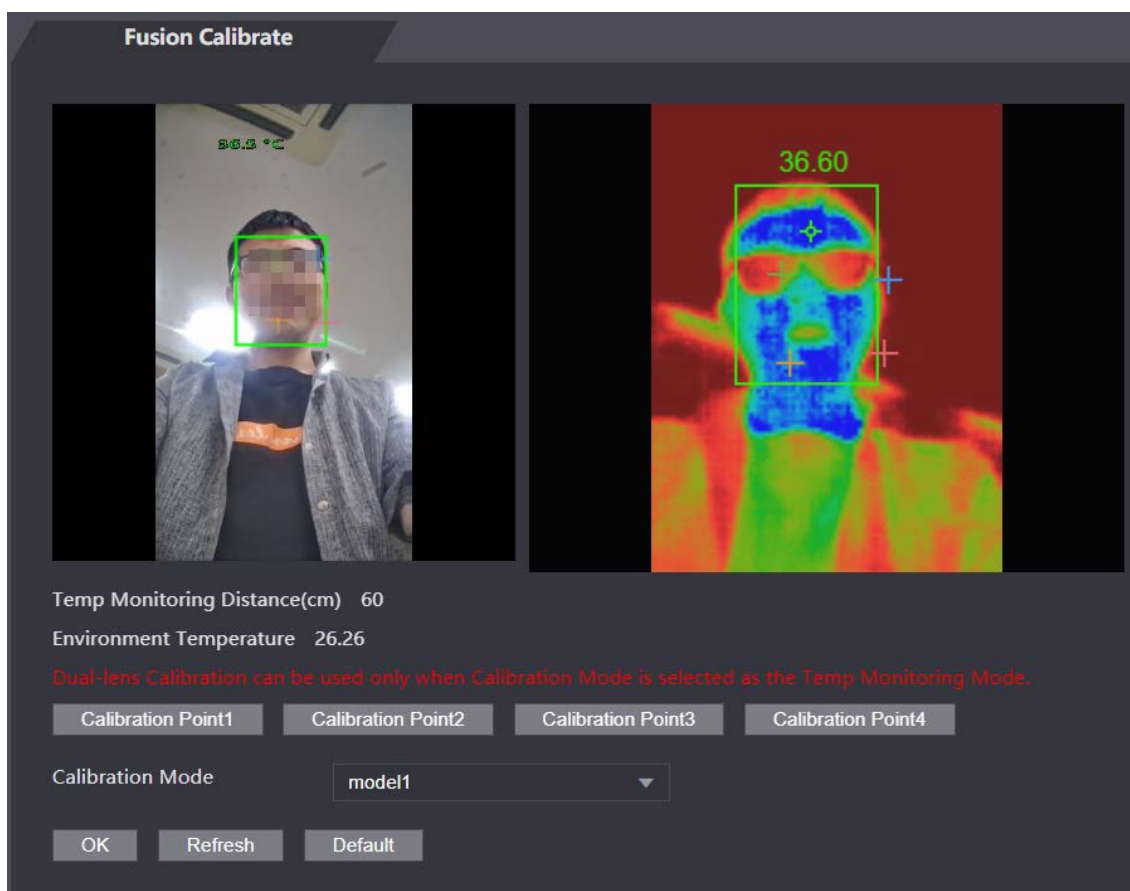 Fusion Calibrate
36.5 °C
36.60
Temp Monitoring Distance(cm) 60
Environment Temperature 26.26
Dual-lens Calibration can be used only when Calibration Mode is selected as the Temp Monitoring Mode.
Calibration Point1 Calibration Point2 Calibration Point3 Calibration Point4
Calibration Mode model1
OK Refresh Default